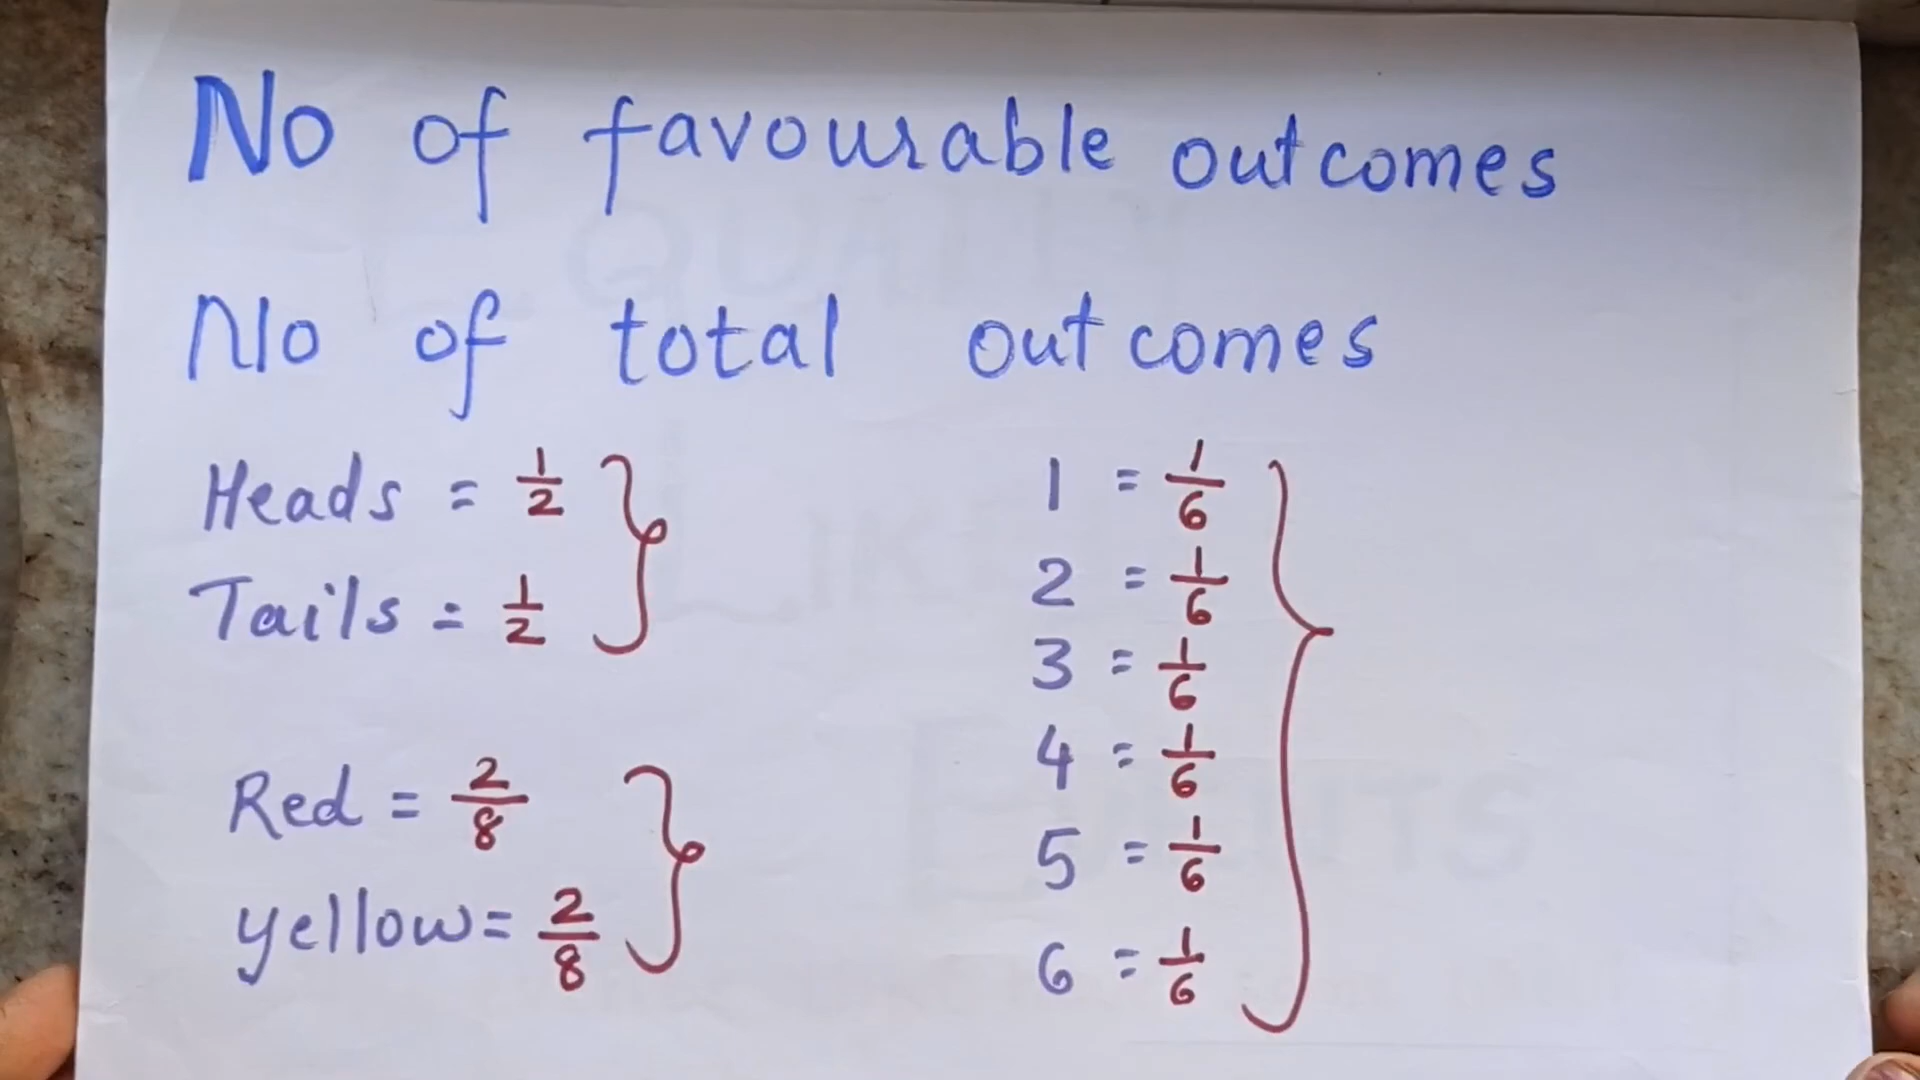 No of favourable outcomes
No of total outcomes
Heads = 1/2
Tails = 1/2
Red = 2/8
yellow = 2/8
1 = 1/6
2 = 1/6
3 = 1/6
4 = 1/6
5 = 1/6
6 = 1/6